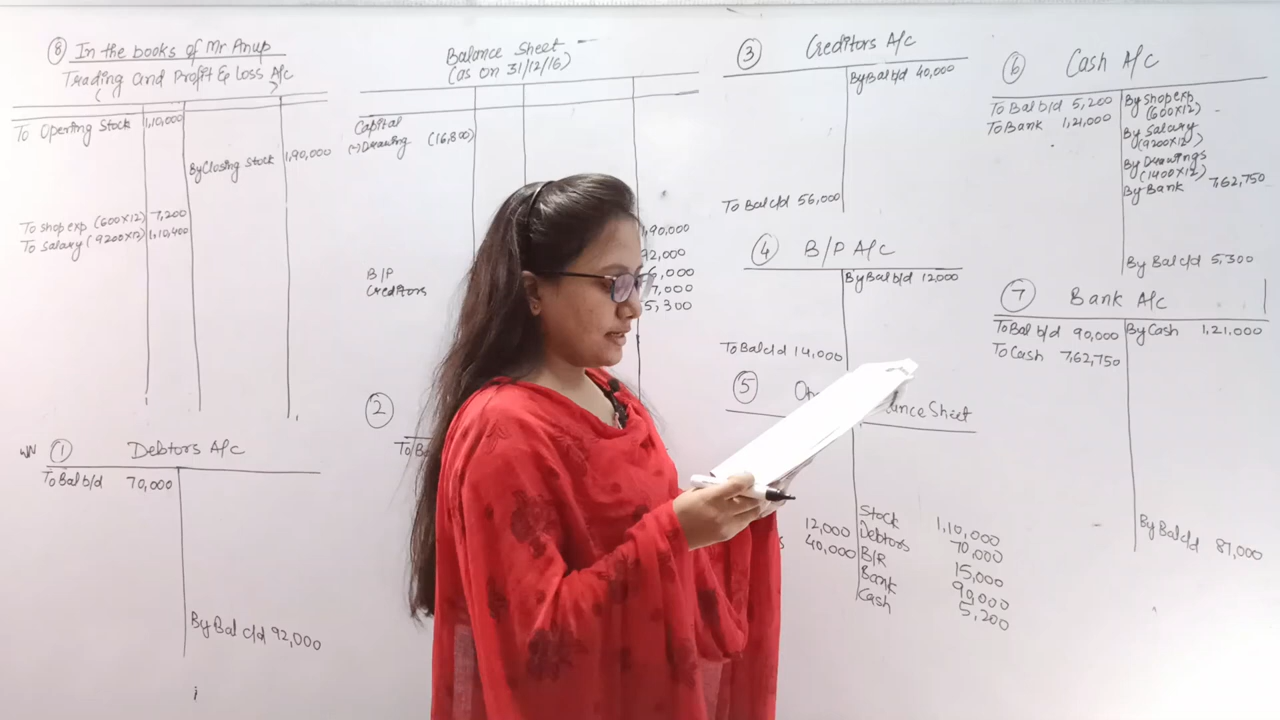 ⑧ In the books of Mr Anup
Trading and Profit & Loss A/c
( )
To Opening Stock 1,10,000
By Closing Stock 1,90,000
To Shop exp (600×12) 7,200
To Salary (9200×12) 1,10,400
Balance Sheet
(as on 31/12/16)
Capital
(-) Drawing (16,800)
1,90,000
92,000
6,000
7,000
5,300
B/P
Creditors
WN ① Debtors A/c
To Bal b/d 70,000
By Bal c/d 92,000
②
③ Creditors A/c
By Bal b/d 40,000
To Bal c/d 56,000
④ B/P A/c
By Bal b/d 12,000
To Bal c/d 14,000
⑤ Sheet
12,000
40,000
Stock 1,10,000
Debtors 70,000
B/R 15,000
Bank 90,000
Cash 5,200
⑥ Cash A/c
To Bal b/d 5,200
To Bank 1,21,000
By Shop exp
(600×12)
By Salary
(9200×12)
By Drawings
(1400×12)
By Bank 7,62,750
By Bal c/d 5,300
⑦ Bank A/c
To Bal b/d 90,000
To Cash 7,62,750
By Cash 1,21,000
By Bal c/d 87,000